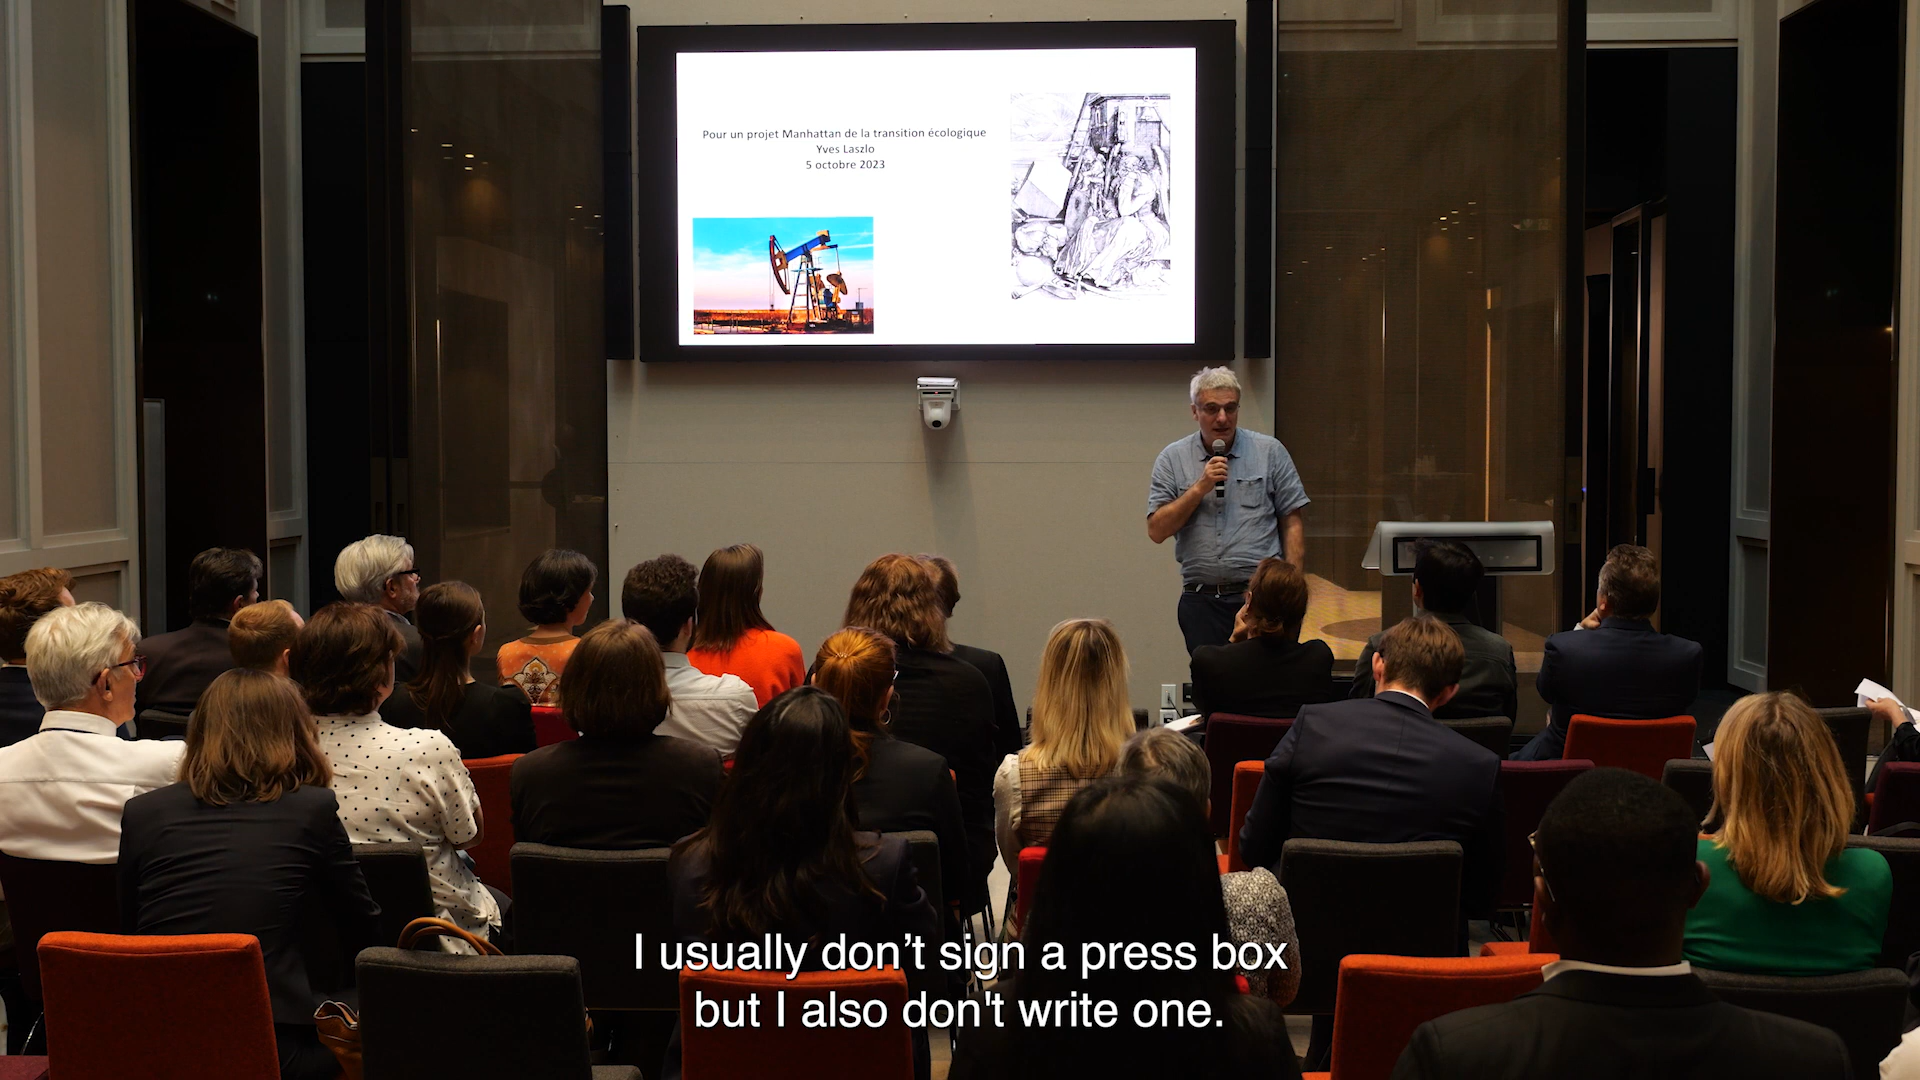 Pour un projet Manhattan de la transition écologique
Yves Laszlo
5 octobre 2023
I usually don’t sign a press box
but I also don't write one.